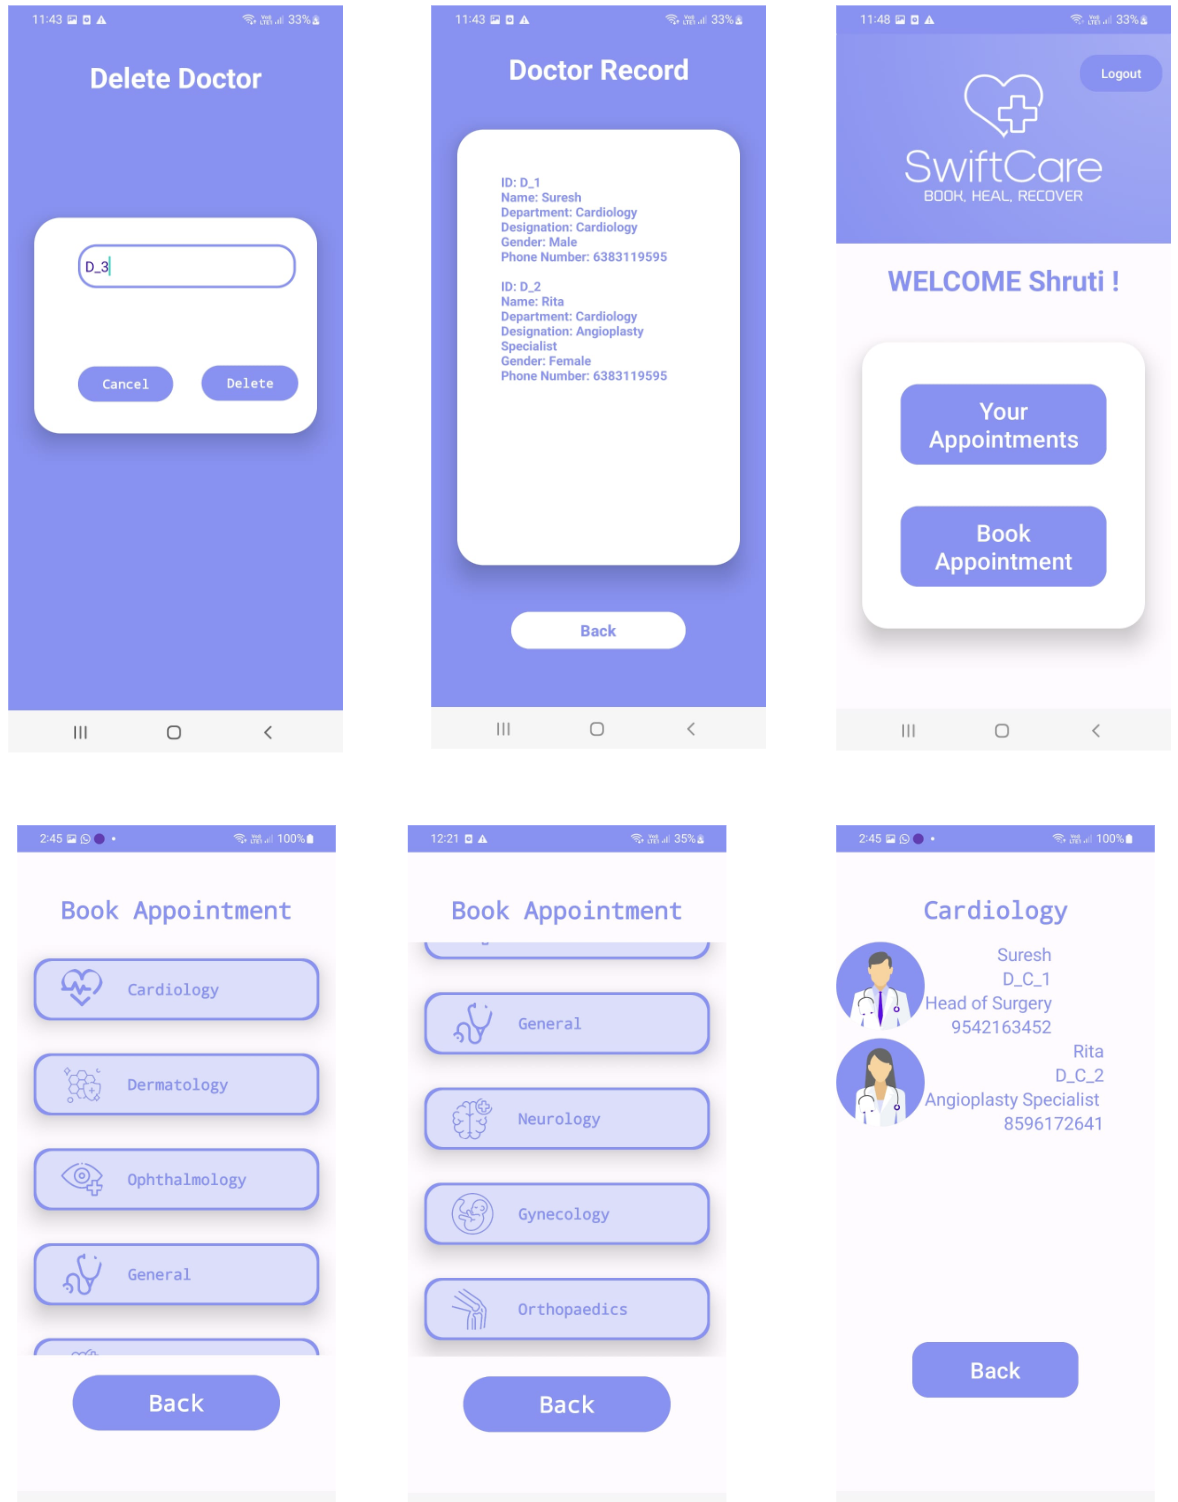 11:43
33%
Delete Doctor
D_3
Cancel
Delete
11:43
33%
Doctor Record
ID: D_1
Name: Suresh
Department: Cardiology
Designation: Cardiology
Gender: Male
Phone Number: 6383119595
ID: D_2
Name: Rita
Department: Cardiology
Designation: Angioplasty
Specialist
Gender: Female
Phone Number: 6383119595
Back
11:48
33%
Logout
SwiftCare
BOOK, HEAL, RECOVER
WELCOME Shruti !
Your
Appointments
Book
Appointment
2:45
100%
Book Appointment
Cardiology
Dermatology
Ophthalmology
General
Back
12:21
35%
Book Appointment
General
Neurology
Gynecology
Orthopaedics
Back
2:45
100%
Cardiology
Suresh
D_C_1
Head of Surgery
9542163452
Rita
D_C_2
Angioplasty Specialist
8596172641
Back